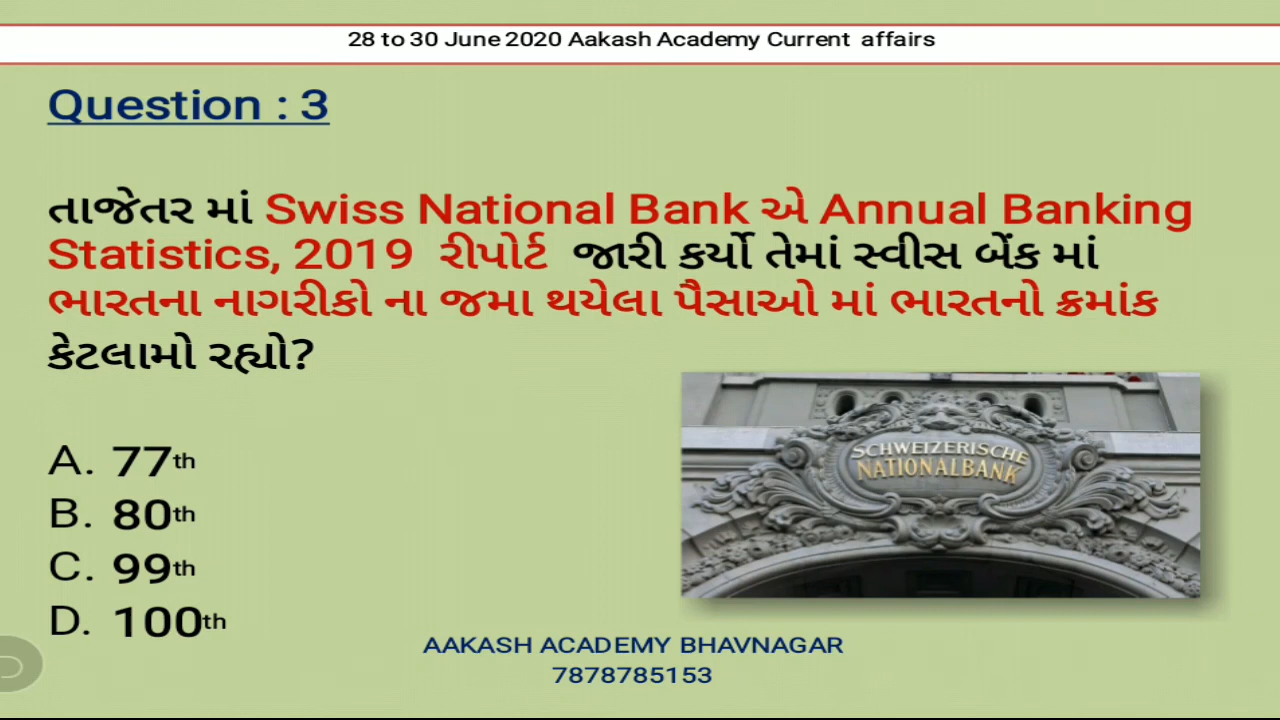 28 to 30 June 2020 Aakash Academy Current affairs
Question : 3
તાજેતર માં Swiss National Bank એ Annual Banking
Statistics, 2019 રીપોર્ટ જારી કર્યો તેમાં સ્વીસ બેંક માં
ભારતના નાગરીકો ના જમા થયેલા પૈસાઓ માં ભારતનો ક્રમાંક
કેટલામો રહ્યો?
A. 77th
B. 80th
C. 99th
D. 100th
SCHWEIZERISCHE
NATIONALBANK
AAKASH ACADEMY BHAVNAGAR
7878785153